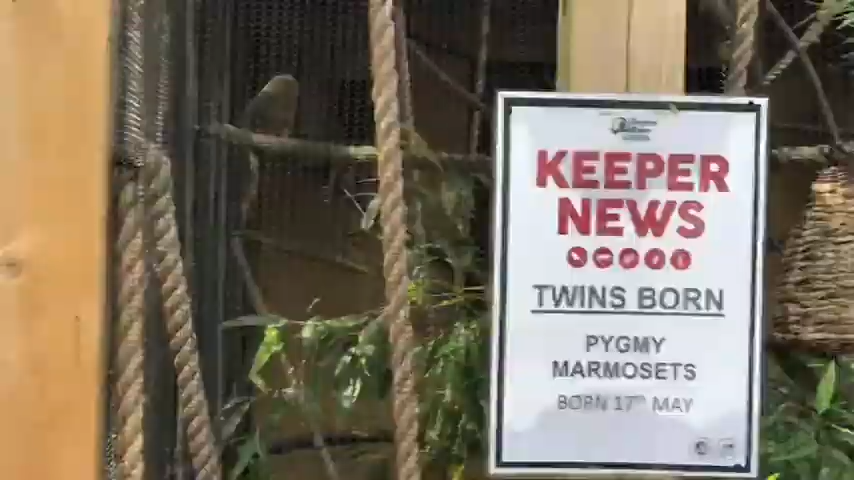 KEEPER
NEWS
TWINS BORN
PYGMY
MARMOSETS
BORN 17th MAY